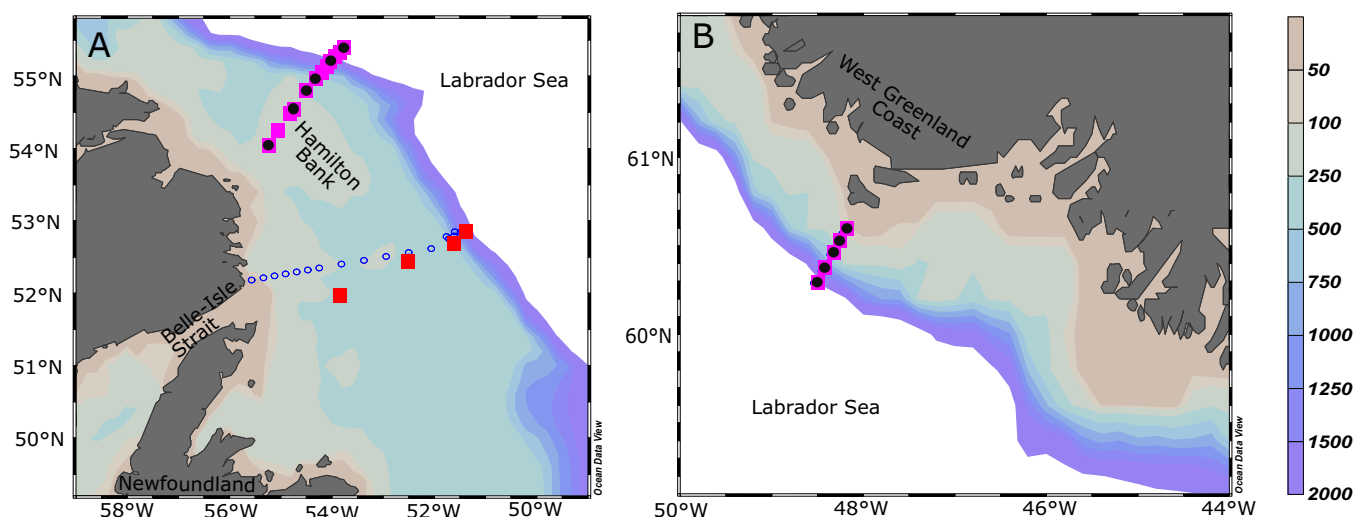 A
Labrador Sea
55°N
54°N
53°N
52°N
51°N
50°N
Hamilton
Bank
Belle-Isle
Strait
Newfoundland
58°W
56°W
54°W
52°W
50°W
Ocean Data View
B
West Greenland
Coast
61°N
60°N
Labrador Sea
50°W
48°W
46°W
44°W
Ocean Data View
50
100
250
500
750
1000
1250
1500
2000